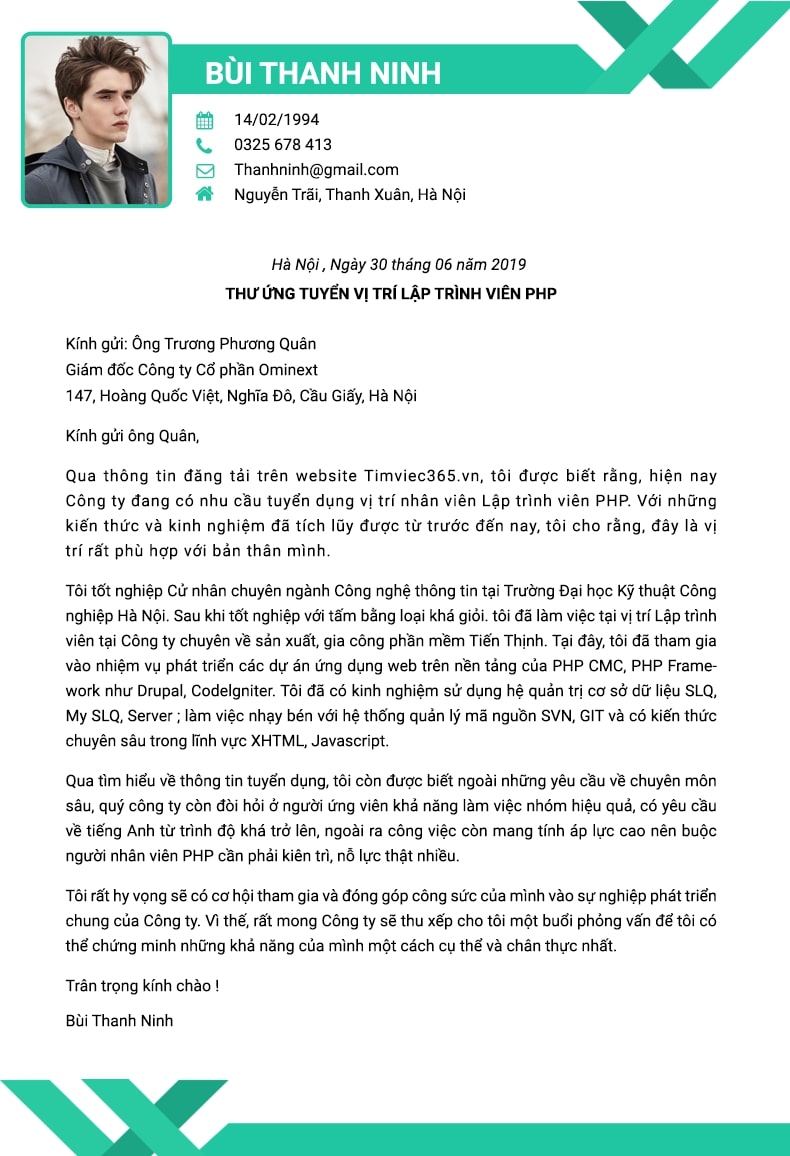 BÙI THANH NINH
14/02/1994
0325 678 413
Thanhninh@gmail.com
Nguyễn Trãi, Thanh Xuân, Hà Nội
Hà Nội , Ngày 30 tháng 06 năm 2019
THƯ ỨNG TUYỂN VỊ TRÍ LẬP TRÌNH VIÊN PHP
Kính gửi: Ông Trương Phương Quân
Giám đốc Công ty Cổ phần Ominext
147, Hoàng Quốc Việt, Nghĩa Đô, Cầu Giấy, Hà Nội
Kính gửi ông Quân,
Qua thông tin đăng tải trên website Timviec365.vn, tôi được biết rằng, hiện nay
Công ty đang có nhu cầu tuyển dụng vị trí nhân viên Lập trình viên PHP. Với những
kiến thức và kinh nghiệm đã tích lũy được từ trước đến nay, tôi cho rằng, đây là vị
trí rất phù hợp với bản thân mình.
Tôi tốt nghiệp Cử nhân chuyên ngành Công nghệ thông tin tại Trường Đại học Kỹ thuật Công
nghiệp Hà Nội. Sau khi tốt nghiệp với tấm bằng loại khá giỏi. tôi đã làm việc tại vị trí Lập trình
viên tại Công ty chuyên về sản xuất, gia công phần mềm Tiến Thịnh. Tại đây, tôi đã tham gia
vào nhiệm vụ phát triển các dự án ứng dụng web trên nền tảng của PHP CMC, PHP Frame-
work như Drupal, CodeIgniter. Tôi đã có kinh nghiệm sử dụng hệ quản trị cơ sở dữ liệu SLQ,
My SLQ, Server ; làm việc nhạy bén với hệ thống quản lý mã nguồn SVN, GIT và có kiến thức
chuyên sâu trong lĩnh vực XHTML, Javascript.
Qua tìm hiểu về thông tin tuyển dụng, tôi còn được biết ngoài những yêu cầu về chuyên môn
sâu, quý công ty còn đòi hỏi ở người ứng viên khả năng làm việc nhóm hiệu quả, có yêu cầu
về tiếng Anh từ trình độ khá trở lên, ngoài ra công việc còn mang tính áp lực cao nên buộc
người nhân viên PHP cần phải kiên trì, nỗ lực thật nhiều.
Tôi rất hy vọng sẽ có cơ hội tham gia và đóng góp công sức của mình vào sự nghiệp phát triển
chung của Công ty. Vì thế, rất mong Công ty sẽ thu xếp cho tôi một buổi phỏng vấn để tôi có
thể chứng minh những khả năng của mình một cách cụ thể và chân thực nhất.
Trân trọng kính chào !
Bùi Thanh Ninh